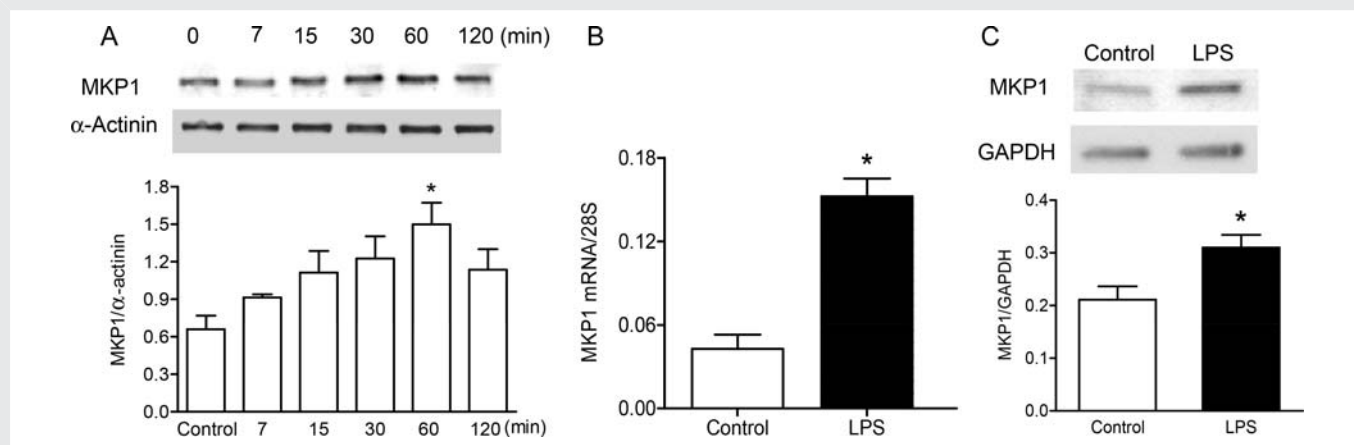 A
0 7 15 30 60 120 (min)
MKP1
α-Actinin
MKP1/α-actinin
1.8
1.5
1.2
0.9
0.6
0.3
0.0
*
Control 7 15 30 60 120 (min)
B
MKP1 mRNA/28S
0.18
0.12
0.06
0.00
*
Control LPS
C
Control LPS
MKP1
GAPDH
MKP1/GAPDH
0.4
0.3
0.2
0.1
0.0
*
Control LPS